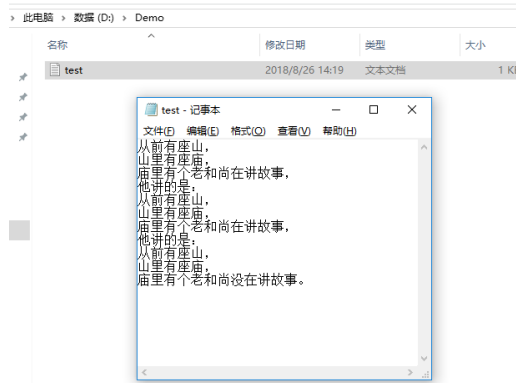 › 此电脑 › 数据 (D:) › Demo
名称 修改日期 类型 大小
test 2018/8/26 14:19 文本文档 1 K
test - 记事本
文件(F) 编辑(E) 格式(O) 查看(V) 帮助(H)
从前有座山，
山里有座庙，
庙里有个老和尚在讲故事，
他讲的是：
从前有座山，
山里有座庙，
庙里有个老和尚在讲故事，
他讲的是：
从前有座山，
山里有座庙，
庙里有个老和尚没在讲故事。